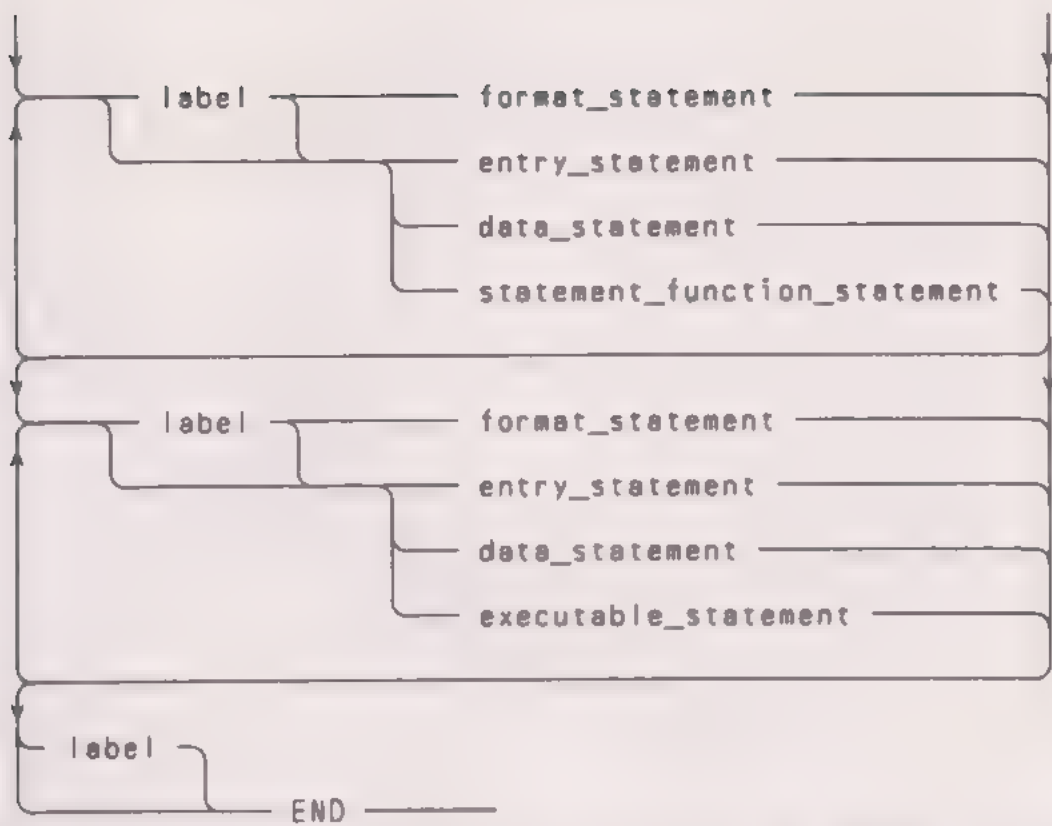 label format_statement
entry_statement
data_statement
statement_function_statement
label format_statement
entry_statement
data_statement
executable_statement
label
END